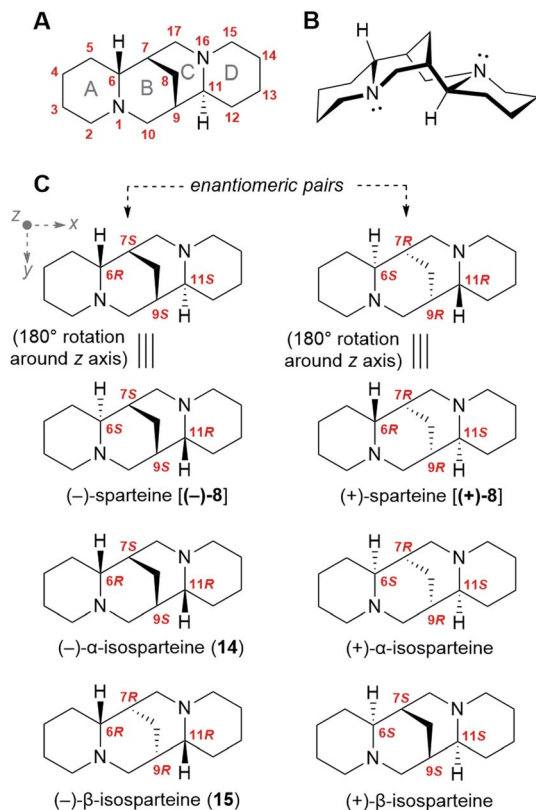 A
B
H
17
15
5
7
16
N
14
4
6
8
C
D
A
B
11
13
3
N
1
9
H
12
2
10
H
N
N
H
C
enantiomeric pairs
z
x
y
H
7S
N
6R
11S
N
9S
H
H
7R
N
6S
11R
N
9R
H
(180° rotation
around z axis)
(180° rotation
around z axis)
H
7S
N
6S
11R
N
9S
H
H
7R
N
6R
11S
N
9R
H
(–)-sparteine [(–)-8]
(+)-sparteine [(+)-8]
H
7S
N
6R
11R
N
9S
H
H
7R
N
6S
11S
N
9R
H
(–)-α-isosparteine (14)
(+)-α-isosparteine
H
7R
N
6R
11R
N
9R
H
H
7S
N
6S
11S
N
9S
H
(–)-β-isosparteine (15)
(+)-β-isosparteine